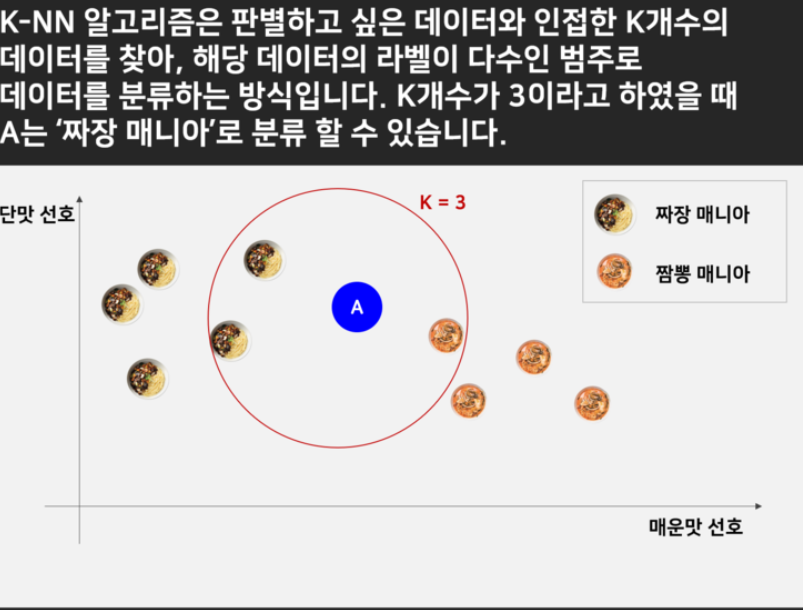 K-NN 알고리즘은 판별하고 싶은 데이터와 인접한 K개수의
데이터를 찾아, 해당 데이터의 라벨이 다수인 범주로
데이터를 분류하는 방식입니다. K개수가 3이라고 하였을 때
A는 ‘짜장 매니아’로 분류 할 수 있습니다.
단맛 선호
K = 3
짜장 매니아
짬뽕 매니아
A
매운맛 선호